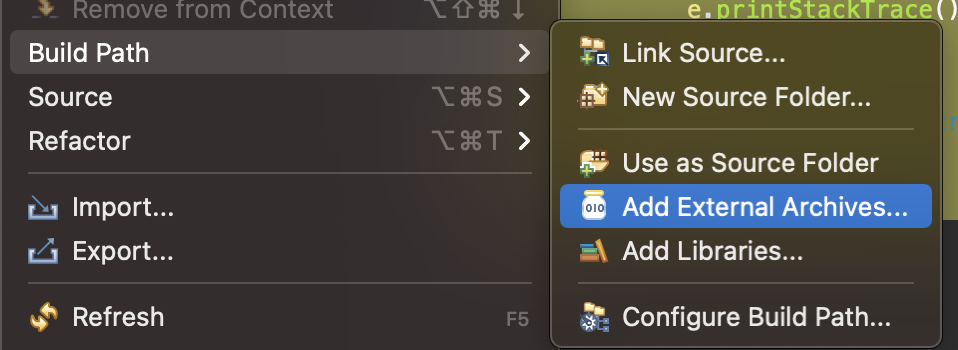 Remove from Context ⌥⇧⌘↓
e.printStackTrace()
Build Path
Source ⌥⌘S
Refactor ⌥⌘T
Import...
Export...
Refresh F5
Link Source...
New Source Folder...
Use as Source Folder
010 Add External Archives...
Add Libraries...
Configure Build Path...